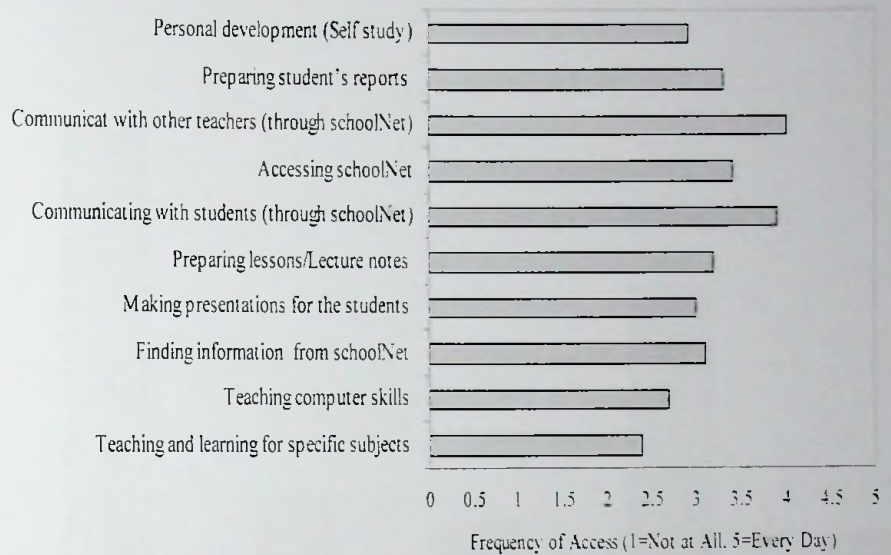 Personal development (Self study)
Preparing student's reports
Communicat with other teachers (through schoolNet)
Accessing schoolNet
Communicating with students (through schoolNet)
Preparing lessons/Lecture notes
Making presentations for the students
Finding information from schoolNet
Teaching computer skills
Teaching and learning for specific subjects
0 0.5 1 1.5 2 2.5 3 3.5 4 4.5 5
Frequency of Access (1=Not at All. 5=Every Day)